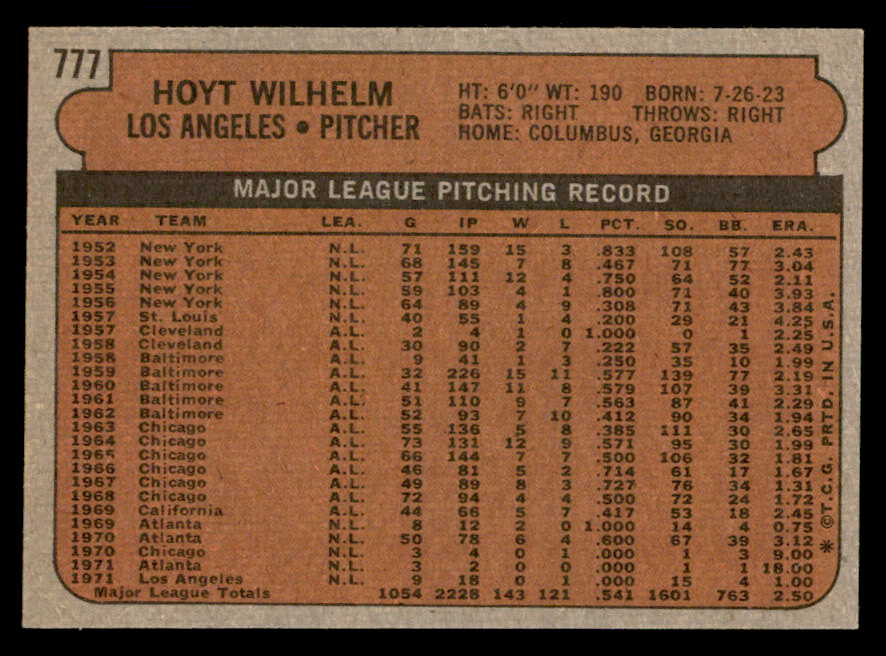 777
HOYT WILHELM
LOS ANGELES • PITCHER
HT: 6'0" WT: 190 BORN: 7-26-23
BATS: RIGHT THROWS: RIGHT
HOME: COLUMBUS, GEORGIA
MAJOR LEAGUE PITCHING RECORD
YEAR TEAM LEA. G IP W L PCT. SO. BB. ERA.
1952 New York N.L. 71 159 15 3 .833 108 57 2.43
1953 New York N.L. 68 145 7 8 .467 71 77 3.04
1954 New York N.L. 57 111 12 4 .750 64 52 2.11
1955 New York N.L. 59 103 4 1 .800 71 40 3.93
1956 New York N.L. 64 89 4 9 .308 71 43 3.84
1957 St. Louis N.L. 40 55 1 4 .200 29 21 4.25
1957 Cleveland A.L. 2 4 1 0 1.000 0 1 2.25
1958 Cleveland A.L. 30 90 2 7 .222 57 35 2.49
1958 Baltimore A.L. 9 41 1 3 .250 35 10 1.99
1959 Baltimore A.L. 32 226 15 11 .577 139 77 2.19
1960 Baltimore A.L. 41 147 11 8 .579 107 39 3.31
1961 Baltimore A.L. 51 110 9 7 .563 87 41 2.29
1962 Baltimore A.L. 52 93 7 10 .412 90 34 1.94
1963 Chicago A.L. 55 136 5 8 .385 111 30 2.65
1964 Chicago A.L. 73 131 12 9 .571 95 30 1.99
1965 Chicago A.L. 66 144 7 7 .500 106 32 1.81
1966 Chicago A.L. 46 81 5 2 .714 61 17 1.67
1967 Chicago A.L. 49 89 8 3 .727 76 34 1.31
1968 Chicago A.L. 72 94 4 4 .500 72 24 1.72
1969 California A.L. 44 66 5 7 .417 53 18 2.45
1969 Atlanta N.L. 8 12 2 0 1.000 14 4 0.75
1970 Atlanta N.L. 50 78 6 4 .600 67 39 3.12
1970 Chicago N.L. 3 4 0 1 .000 1 3 9.00
1971 Atlanta N.L. 3 2 0 0 .000 1 1 18.00
1971 Los Angeles N.L. 9 18 0 1 .000 15 4 1.00
Major League Totals 1054 2228 143 121 .541 1601 763 2.50
* ©T.C.G. PRTD. IN U.S.A.